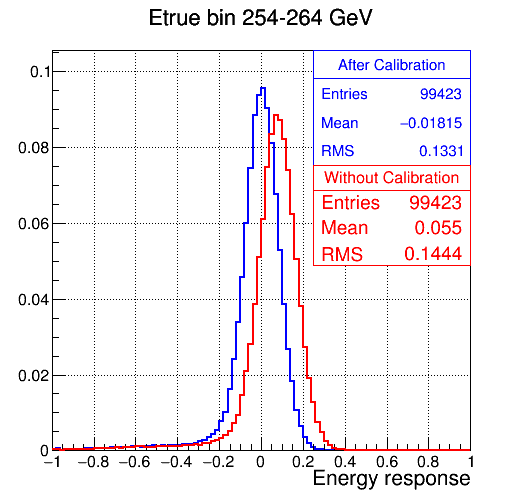 Etrue bin 254-264 GeV
After Calibration
Entries 99423
Mean −0.01815
RMS 0.1331
Without Calibration
Entries 99423
Mean 0.055
RMS 0.1444
0.1
0.08
0.06
0.04
0.02
0
−1 −0.8 −0.6 −0.4 −0.2 0 0.2 0.4 0.6 0.8 1
Energy response